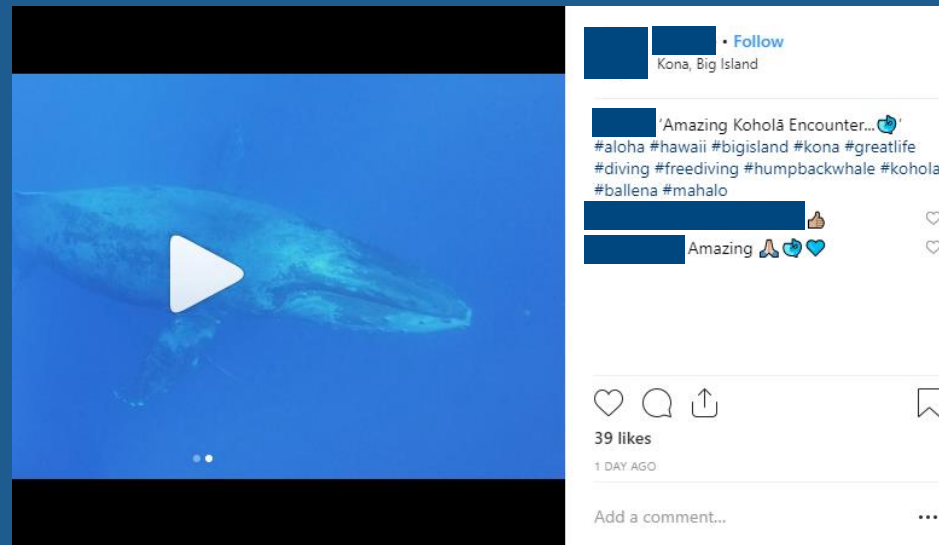 • Follow
Kona, Big Island
'Amazing Koholā Encounter...'
#aloha #hawaii #bigisland #kona #greatlife
#diving #freediving #humpbackwhale #kohola
#ballena #mahalo
Amazing
39 likes
1 DAY AGO
Add a comment...